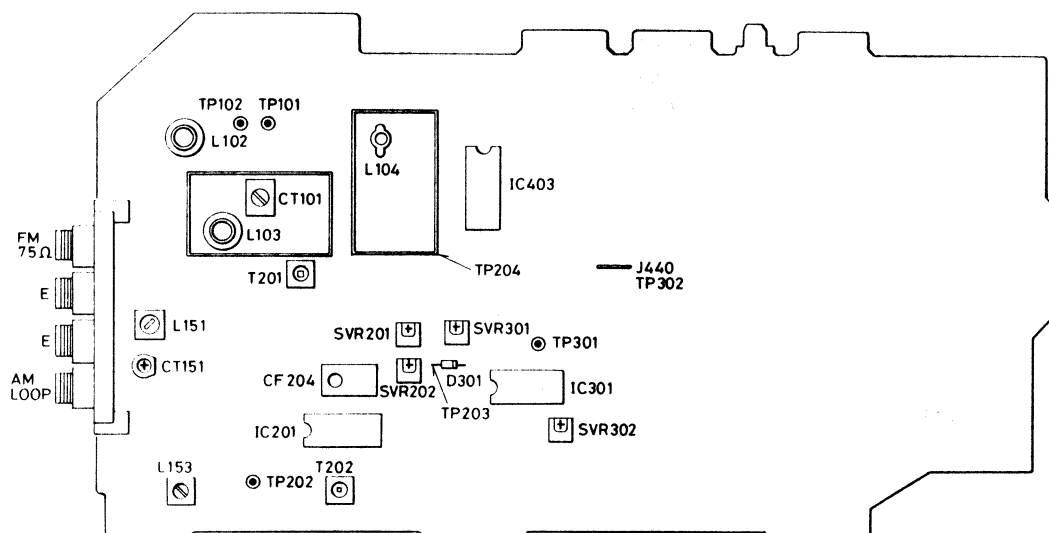 TP102 TP101
L102
L104
IC403
CT101
L103
FM
75Ω
TP204
T201
J440
TP302
E
L151
SVR201
SVR301
E
TP301
CT151
CF204
SVR202
D301
IC301
AM
LOOP
TP203
IC201
SVR302
L153
TP202
T202